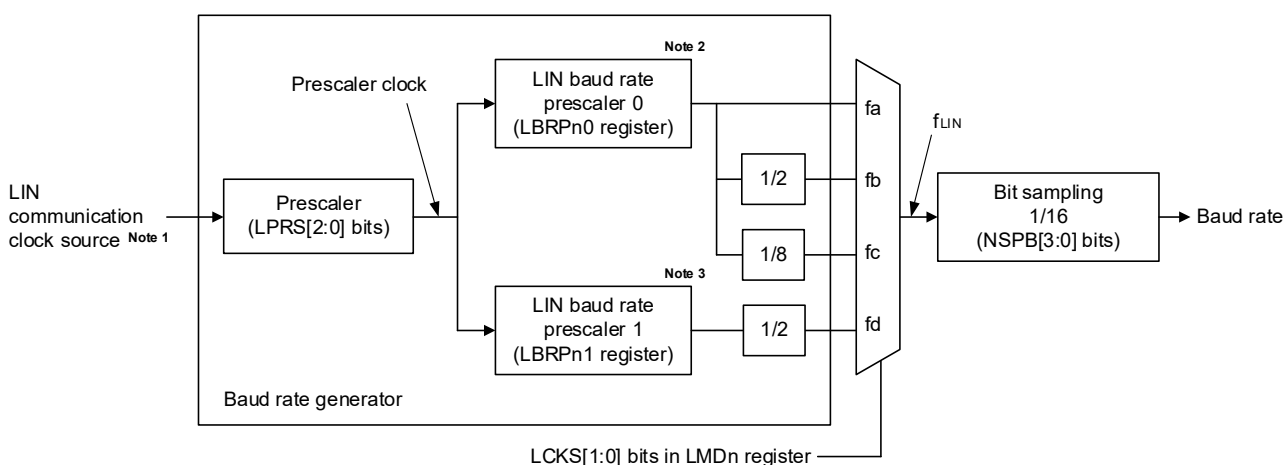 Note 2
Prescaler clock
LIN baud rate
prescaler 0
(LBRPn0 register)
fa
fLIN
LIN
communication
clock source Note 1
Prescaler
(LPRS[2:0] bits)
1/2
fb
Bit sampling
1/16
(NSPB[3:0] bits)
Baud rate
1/8
fc
Note 3
LIN baud rate
prescaler 1
(LBRPn1 register)
1/2
fd
Baud rate generator
LCKS[1:0] bits in LMDn register